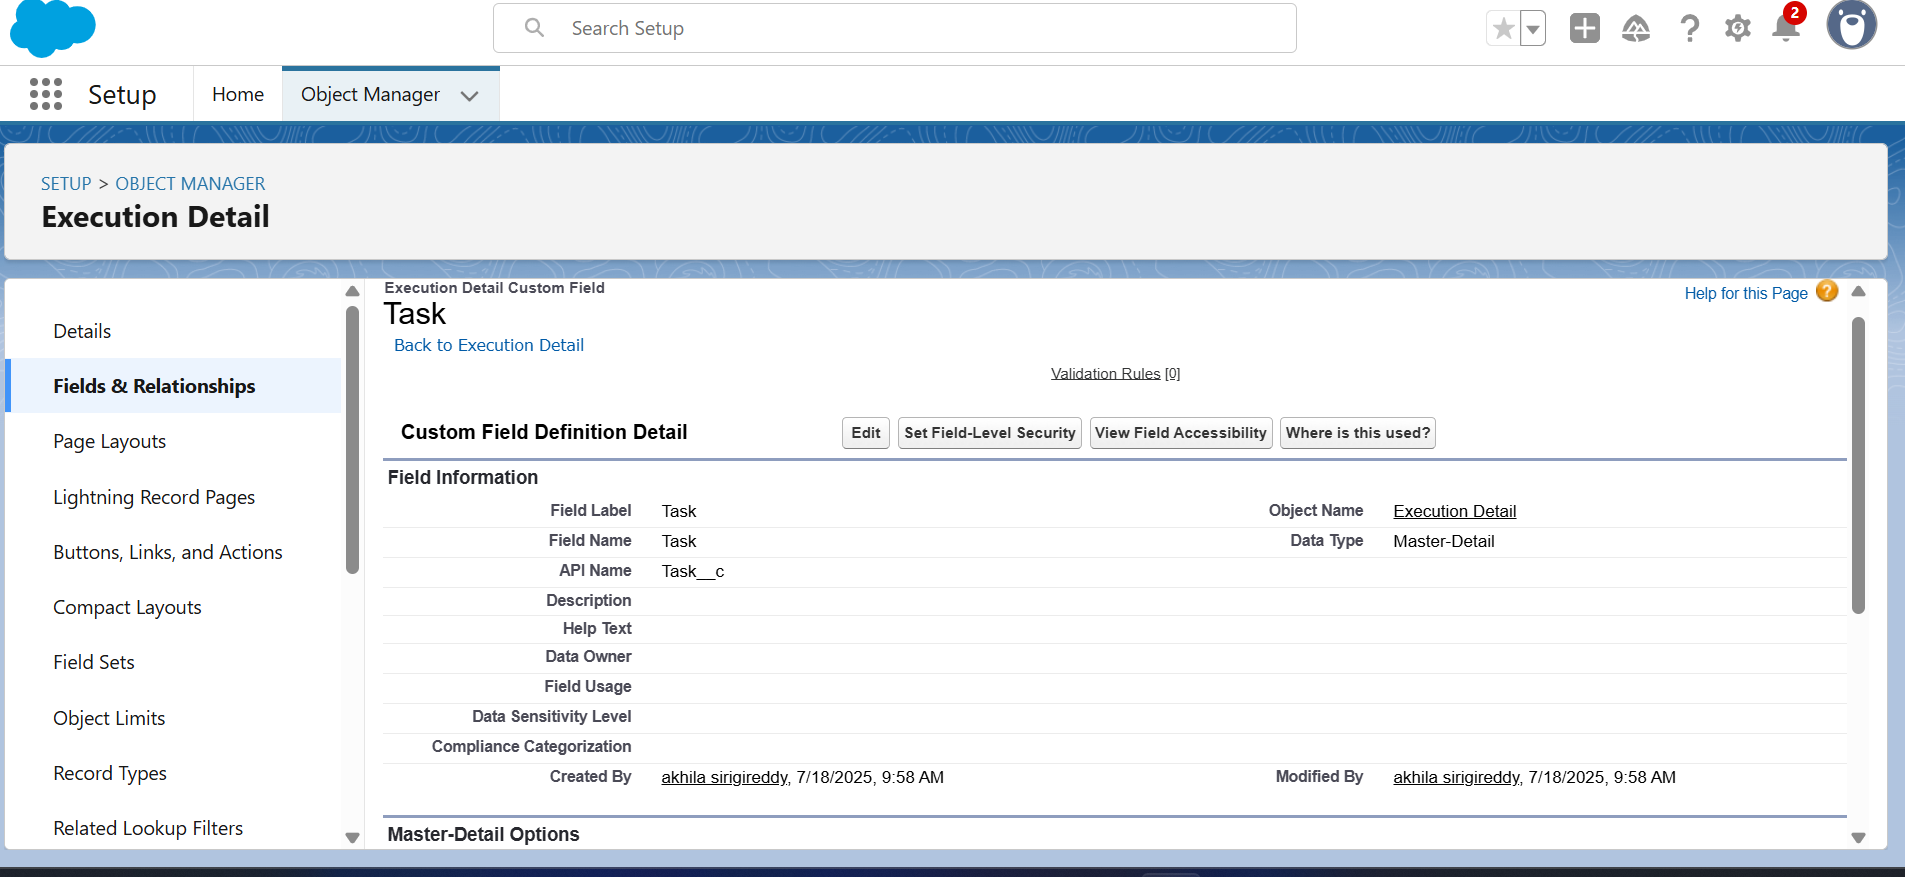 Search Setup
2
Setup
Home
Object Manager
SETUP > OBJECT MANAGER
Execution Detail
Details
Fields & Relationships
Page Layouts
Lightning Record Pages
Buttons, Links, and Actions
Compact Layouts
Field Sets
Object Limits
Record Types
Related Lookup Filters
Execution Detail Custom Field
Task
Back to Execution Detail
Help for this Page ?
Validation Rules [0]
Custom Field Definition Detail
Edit
Set Field-Level Security
View Field Accessibility
Where is this used?
Field Information
Field Label Task Object Name Execution Detail
Field Name Task Data Type Master-Detail
API Name Task__c
Description
Help Text
Data Owner
Field Usage
Data Sensitivity Level
Compliance Categorization
Created By akhila sirigireddy, 7/18/2025, 9:58 AM Modified By akhila sirigireddy, 7/18/2025, 9:58 AM
Master-Detail Options